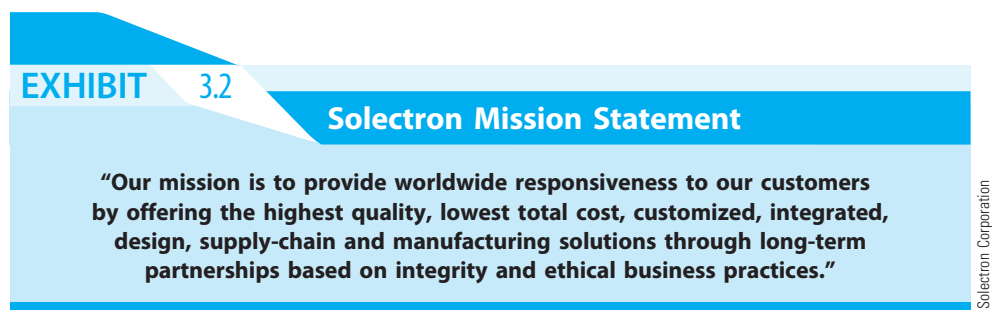 EXHIBIT 3.2
Solectron Mission Statement
“Our mission is to provide worldwide responsiveness to our customers
by offering the highest quality, lowest total cost, customized, integrated,
design, supply-chain and manufacturing solutions through long-term
partnerships based on integrity and ethical business practices.”
Solectron Corporation